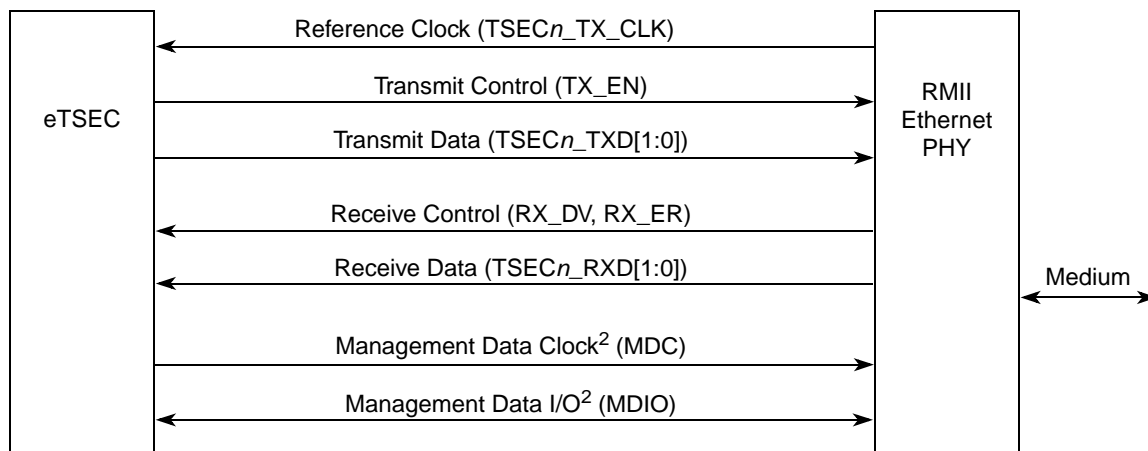 Reference Clock (TSECn_TX_CLK)
Transmit Control (TX_EN)
eTSEC
RMII
Ethernet
PHY
Transmit Data (TSECn_TXD[1:0])
Receive Control (RX_DV, RX_ER)
Receive Data (TSECn_RXD[1:0])
Medium
Management Data Clock² (MDC)
Management Data I/O² (MDIO)